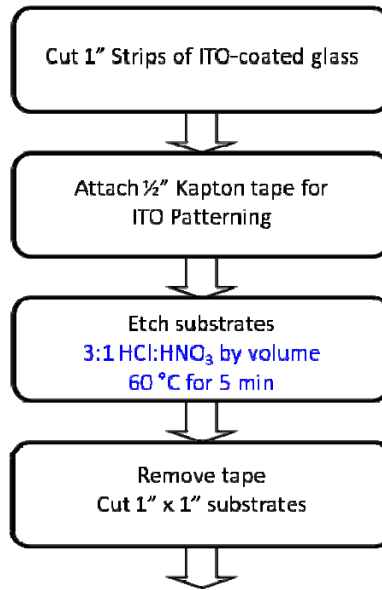 Cut 1” Strips of ITO-coated glass
Attach ½” Kapton tape for
ITO Patterning
Etch substrates
3:1 HCl:HNO₃ by volume
60 °C for 5 min
Remove tape
Cut 1” x 1” substrates